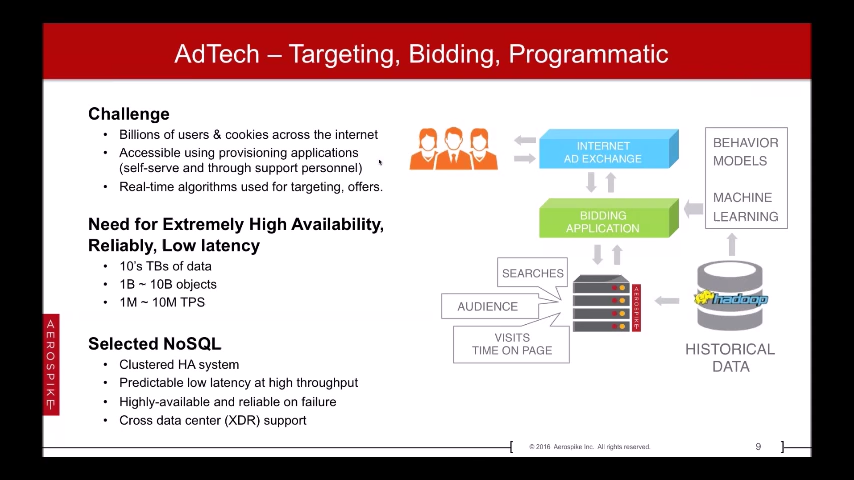 AdTech – Targeting, Bidding, Programmatic
Challenge
• Billions of users & cookies across the internet
• Accessible using provisioning applications
(self-serve and through support personnel)
• Real-time algorithms used for targeting, offers.
Need for Extremely High Availability,
Reliably, Low latency
• 10's TBs of data
• 1B ~ 10B objects
• 1M ~ 10M TPS
Selected NoSQL
• Clustered HA system
• Predictable low latency at high throughput
• Highly-available and reliable on failure
• Cross data center (XDR) support
INTERNET
AD EXCHANGE
BIDDING
APPLICATION
BEHAVIOR
MODELS
MACHINE
LEARNING
SEARCHES
AUDIENCE
VISITS
TIME ON PAGE
AEROSPIKE
hadoop
HISTORICAL
DATA
AEROSPIKE
© 2016 Aerospike Inc. All rights reserved.
9